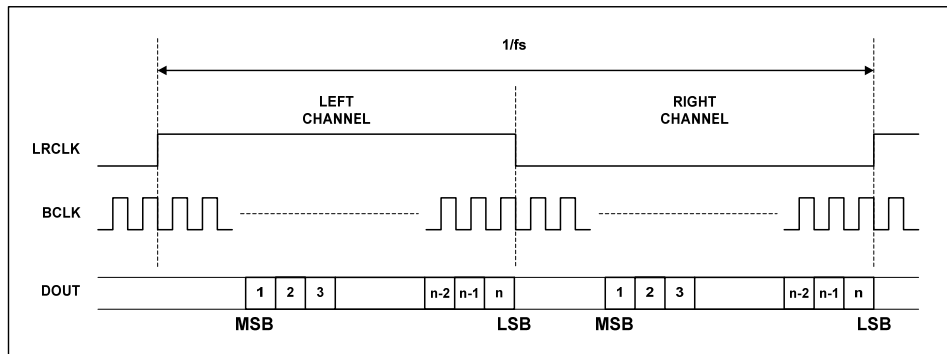 1/fs
LEFT
CHANNEL
RIGHT
CHANNEL
LRCLK
BCLK
DOUT
1 2 3 n-2 n-1 n 1 2 3 n-2 n-1 n
MSB LSB MSB LSB